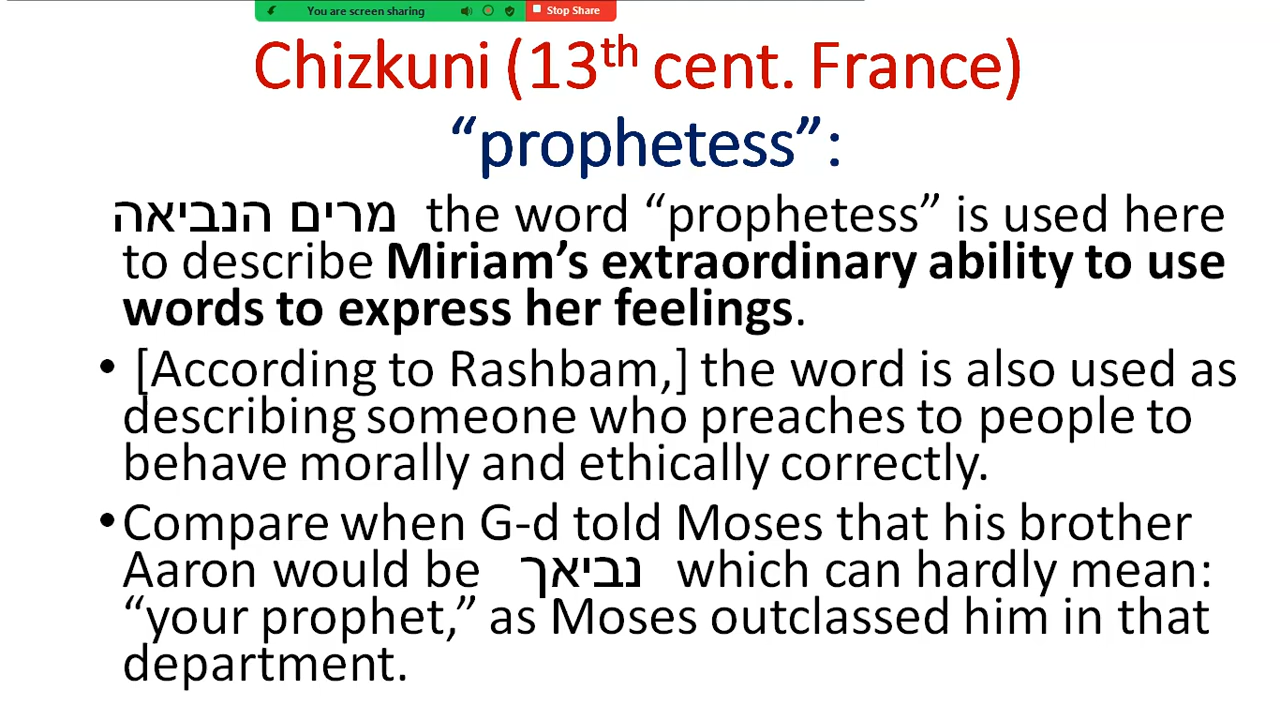 You are screen sharing
Stop Share
Chizkuni (13th cent. France)
“prophetess”:
מרים הנביאה the word “prophetess” is used here
to describe Miriam’s extraordinary ability to use
words to express her feelings.
• [According to Rashbam,] the word is also used as
describing someone who preaches to people to
behave morally and ethically correctly.
• Compare when G-d told Moses that his brother
Aaron would be נביאך which can hardly mean:
“your prophet,” as Moses outclassed him in that
department.